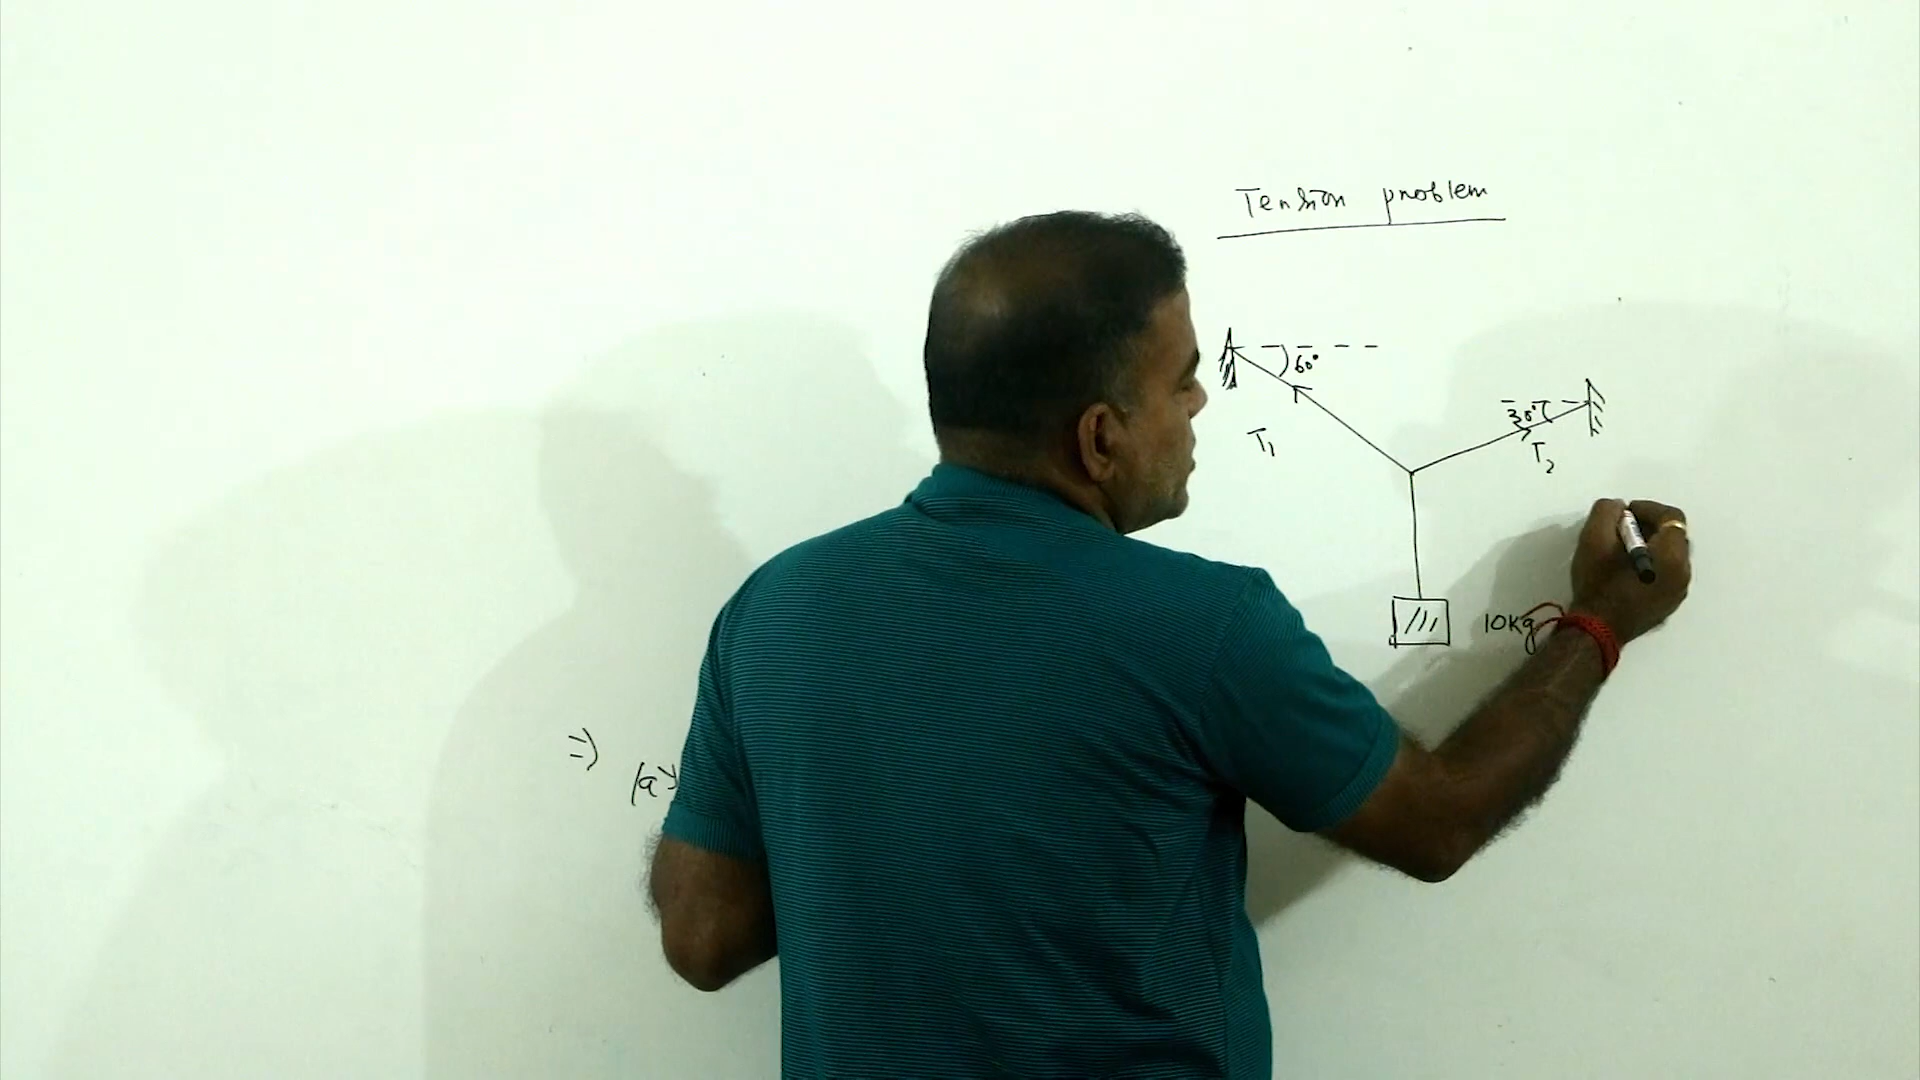 Tension problem
60°
30°
T₁
T₂
10kg
=)